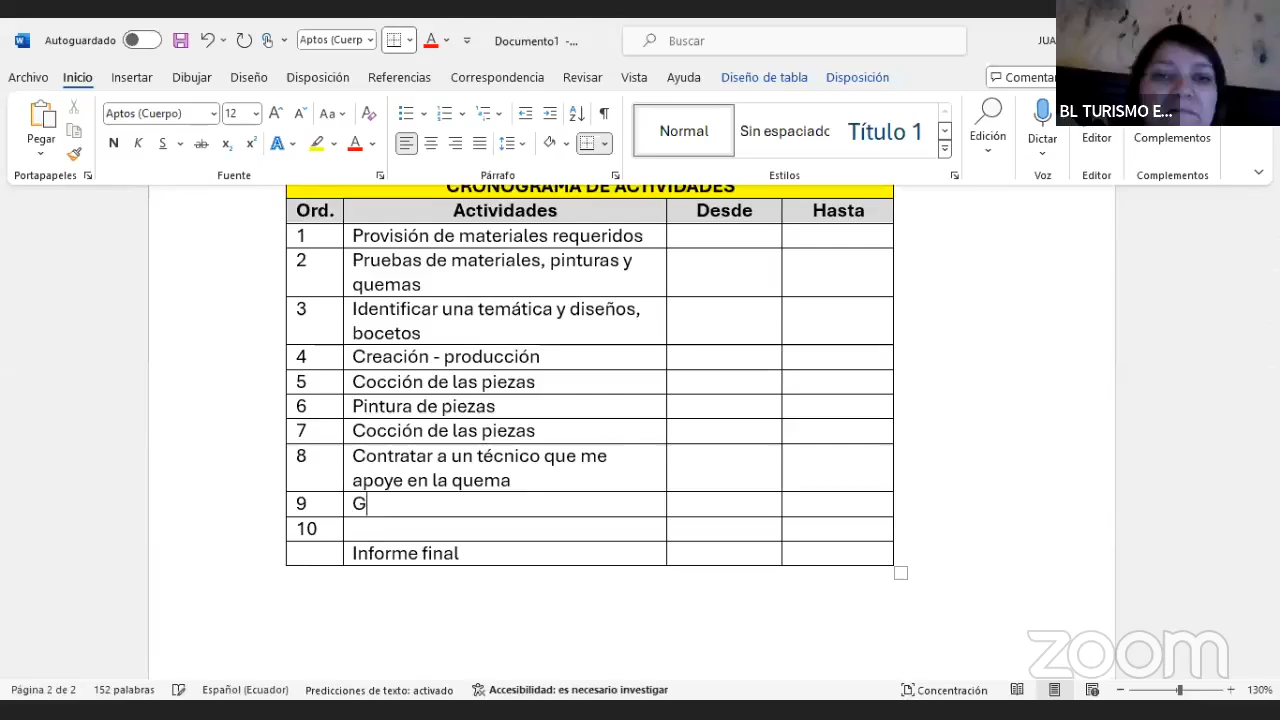 Autoguardado
Aptos (Cuerp
Documento1 -...
Buscar
JUA
Archivo Inicio Insertar Dibujar Diseño Disposición Referencias Correspondencia Revisar Vista Ayuda Diseño de tabla Disposición
Comentar
BL TURISMO E...
Pegar
Aptos (Cuerpo) 12
Normal Sin espaciado Título 1
Edición
Dictar
Editor
Complementos
Portapapeles Fuente Párrafo Estilos Voz Editor Complementos
CRONOGRAMA DE ACTIVIDADES
Ord. Actividades Desde Hasta
1 Provisión de materiales requeridos
2 Pruebas de materiales, pinturas y
quemas
3 Identificar una temática y diseños,
bocetos
4 Creación - producción
5 Cocción de las piezas
6 Pintura de piezas
7 Cocción de las piezas
8 Contratar a un técnico que me
apoye en la quema
9 G
10
Informe final
zoom
Página 2 de 2 152 palabras Español (Ecuador) Predicciones de texto: activado Accesibilidad: es necesario investigar Concentración 130%